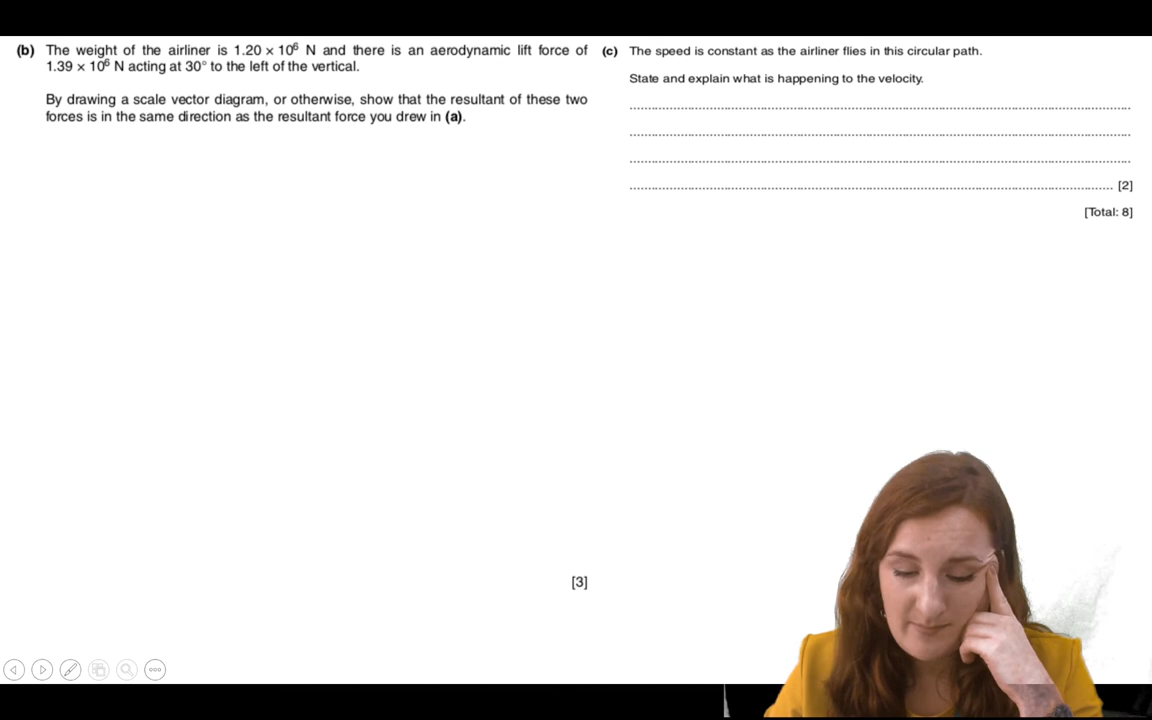 (b) The weight of the airliner is 1.20 × 10⁶ N and there is an aerodynamic lift force of
1.39 × 10⁶ N acting at 30° to the left of the vertical.
By drawing a scale vector diagram, or otherwise, show that the resultant of these two
forces is in the same direction as the resultant force you drew in (a).
[3]
(c) The speed is constant as the airliner flies in this circular path.
State and explain what is happening to the velocity.
[2]
[Total: 8]